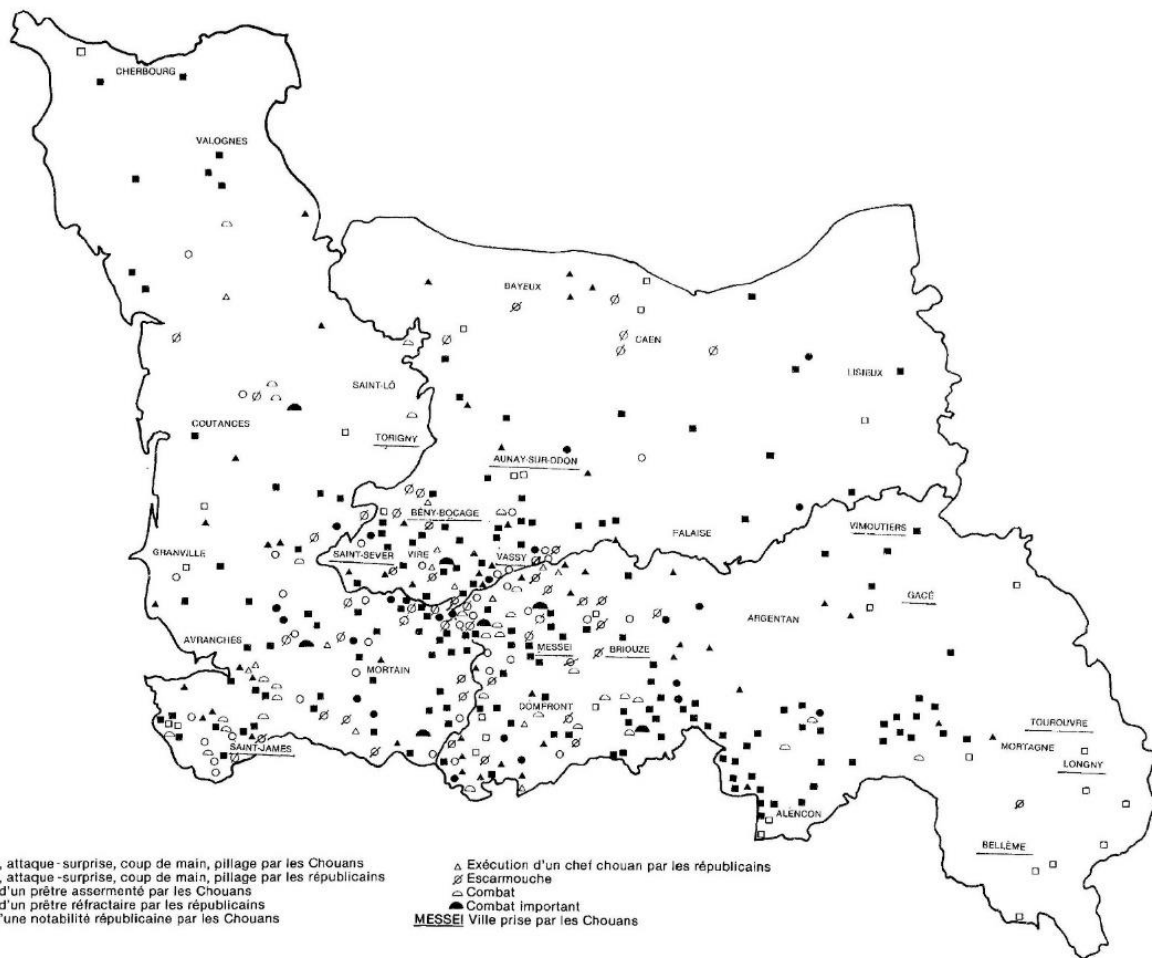 CHERBOURG
VALOGNES
BAYEUX
CAEN
SAINT-LÔ
LISIEUX
COUTANCES
TORIGNY
AUNAY-SUR-ODON
BÉNY-BOCAGE
FALAISE
VIMOUTIERS
GRANVILLE
SAINT-SEVER
VIRE
VASSY
GACÉ
ARGENTAN
AVRANCHES
MESSEI
BRIOUZE
MORTAIN
DOMFRONT
TOUROUVRE
MORTAGNE
SAINT-JAMES
LONGNY
ALENÇON
BELLÊME
, attaque-surprise, coup de main, pillage par les Chouans
, attaque-surprise, coup de main, pillage par les républicains
d'un prêtre assermenté par les Chouans
d'un prêtre réfractaire par les républicains
'une notabilité républicaine par les Chouans
Exécution d'un chef chouan par les républicains
Escarmouche
Combat
Combat important
MESSEI Ville prise par les Chouans